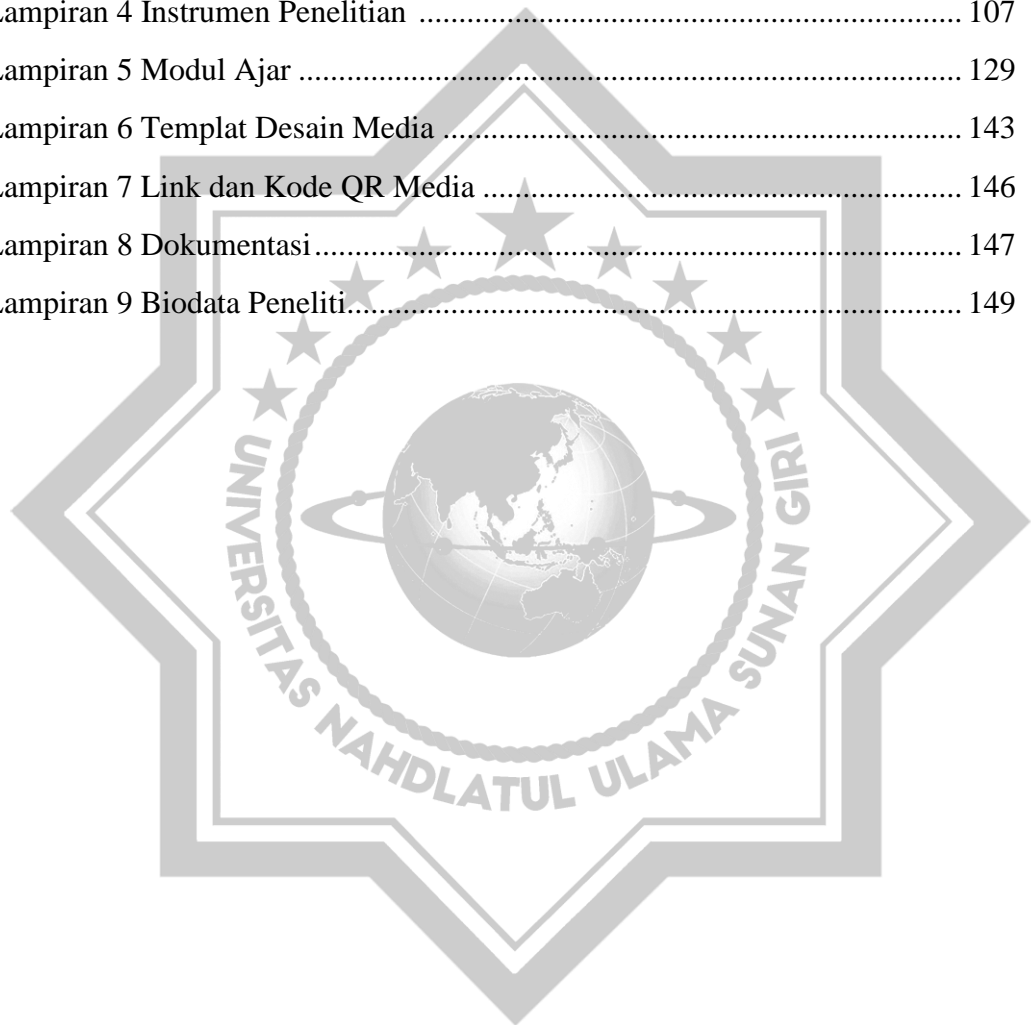 Lampiran 4 Instrumen Penelitian ................................................................. 107
Lampiran 5 Modul Ajar ................................................................................ 129
Lampiran 6 Templat Desain Media .............................................................. 143
Lampiran 7 Link dan Kode QR Media ......................................................... 146
Lampiran 8 Dokumentasi .............................................................................. 147
Lampiran 9 Biodata Peneliti .......................................................................... 149
UNIVERSITAS NAHDLATUL ULAMA SUNAN GIRI